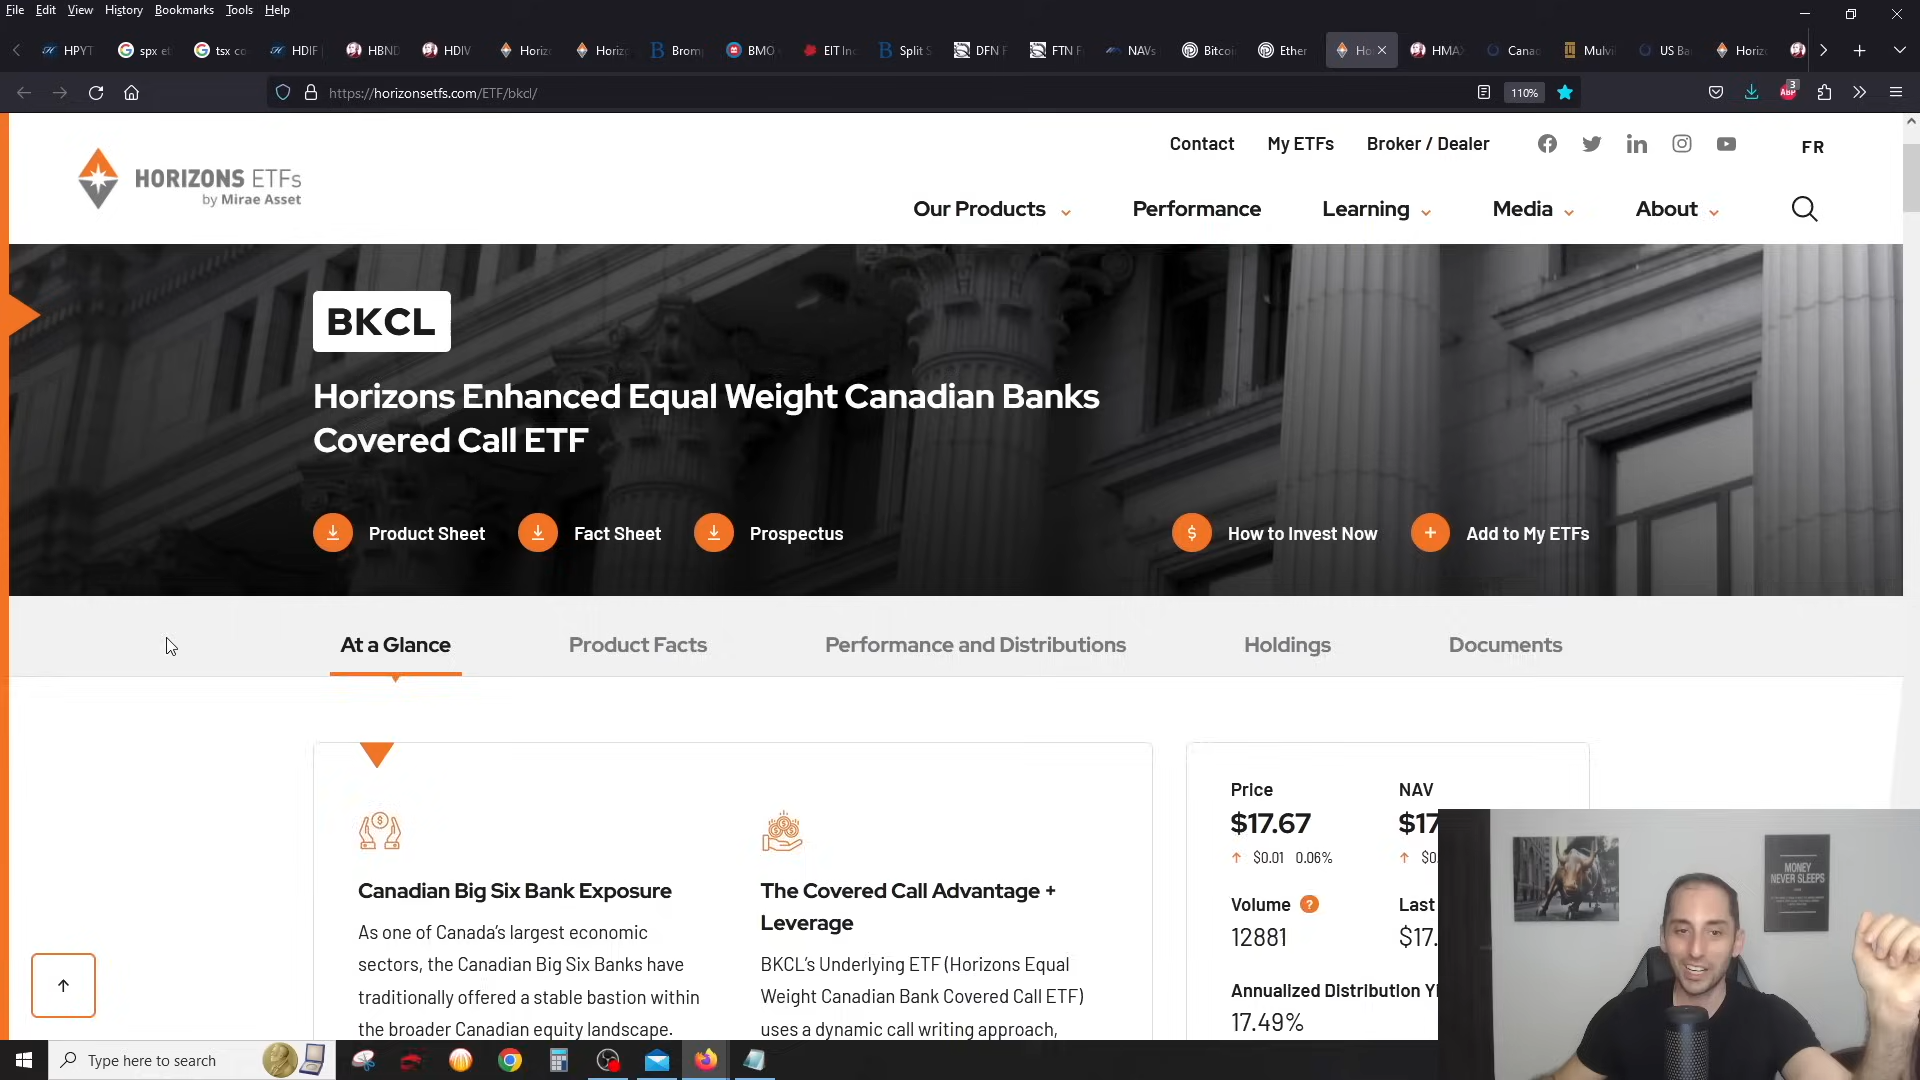 File Edit View History Bookmarks Tools Help
HPYT
spx e
tsx co
HDIF
HBND
HDIV
Horiz
Horiz
Brom
BMO
EIT Inc
Split S
DFN F
FTN F
NAVs
Bitcoi
Ether
Ho
HMA
Canad
Mulvi
US Ba
Horiz
https://horizonsetfs.com/ETF/bkcl/
110%
3
ABP
Contact My ETFs Broker / Dealer FR
HORIZONS ETFs
by Mirae Asset
Our Products Performance Learning Media About
BKCL
Horizons Enhanced Equal Weight Canadian Banks
Covered Call ETF
Product Sheet Fact Sheet Prospectus How to Invest Now Add to My ETFs
At a Glance Product Facts Performance and Distributions Holdings Documents
Canadian Big Six Bank Exposure
As one of Canada's largest economic
sectors, the Canadian Big Six Banks have
traditionally offered a stable bastion within
the broader Canadian equity landscape.
The Covered Call Advantage +
Leverage
BKCL's Underlying ETF (Horizons Equal
Weight Canadian Bank Covered Call ETF)
uses a dynamic call writing approach,
Price NAV
$17.67 $17
$0.01 0.06% $0.
Volume ? Last
12881 $17.
Annualized Distribution Yi
17.49%
MONEY
NEVER SLEEPS
Type here to search